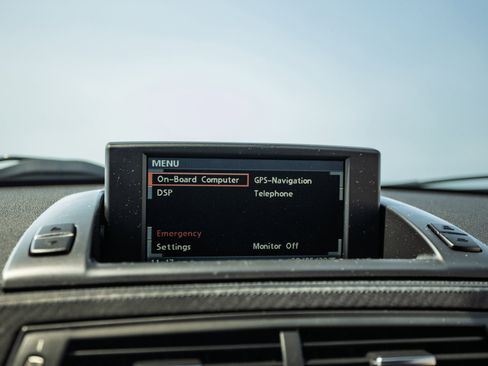 MENU
On-Board Computer GPS-Navigation
DSP Telephone
Emergency
Settings Monitor Off